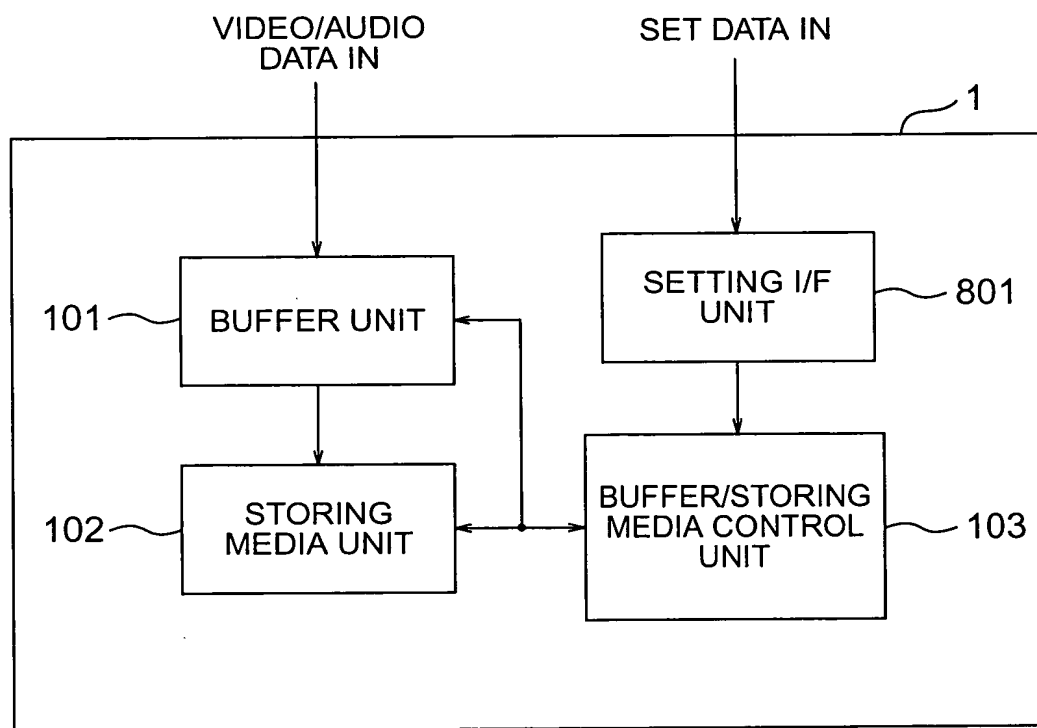 VIDEO/AUDIO
DATA IN
SET DATA IN
1
101
BUFFER UNIT
SETTING I/F
UNIT
801
102
STORING
MEDIA UNIT
BUFFER/STORING
MEDIA CONTROL
UNIT
103